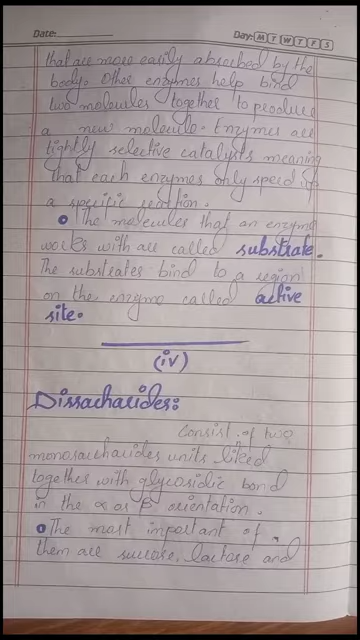 Date:
Day: M T W T F S
that are more easily absorbed by the
body. Other enzymes help bind
two molecules together to produce
a new molecule. Enzymes are
tightly selective catalysts meaning
that each enzymes only speed up
a specific reaction.
• The molecules that an enzyme
works with are called substrate.
The substrates bind to a region
on the enzyme called active
site.
(iv)
Dissacharides:
Consist of two
monosaccharides units liked
together with glycosidic bond
in the α or β orientation.
• The most important of
them are sucrose, lactose and